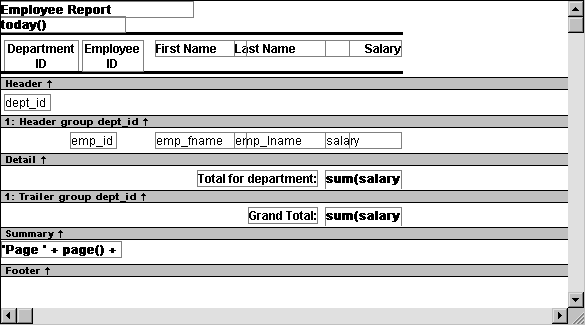 Employee Report
today()
Department Employee First Name Last Name Salary
ID ID
Header ↑
dept_id
1: Header group dept_id ↑
emp_id emp_fname emp_lname salary
Detail ↑
Total for department: sum(salary
1: Trailer group dept_id ↑
Grand Total: sum(salary
Summary ↑
'Page ' + page() +
Footer ↑